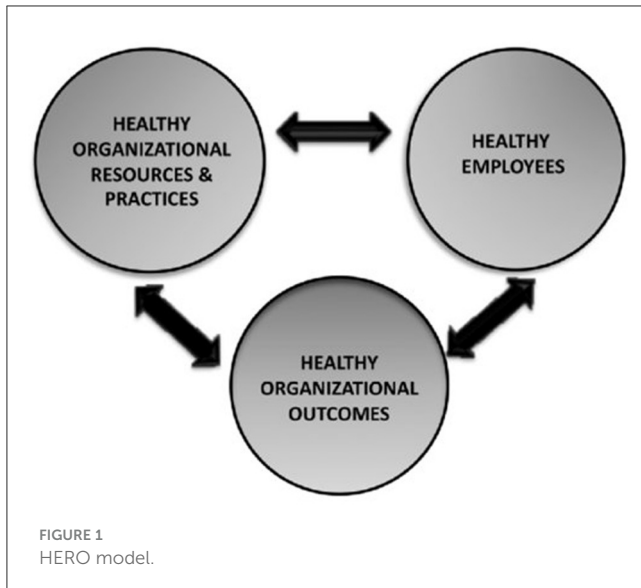 HEALTHY
ORGANIZATIONAL
RESOURCES &
PRACTICES
HEALTHY
EMPLOYEES
HEALTHY
ORGANIZATIONAL
OUTCOMES
FIGURE 1
HERO model.